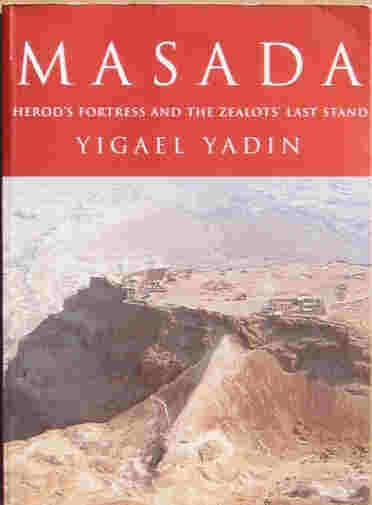 MASADA
HEROD'S FORTRESS AND THE ZEALOTS' LAST STAND
YIGAEL YADIN